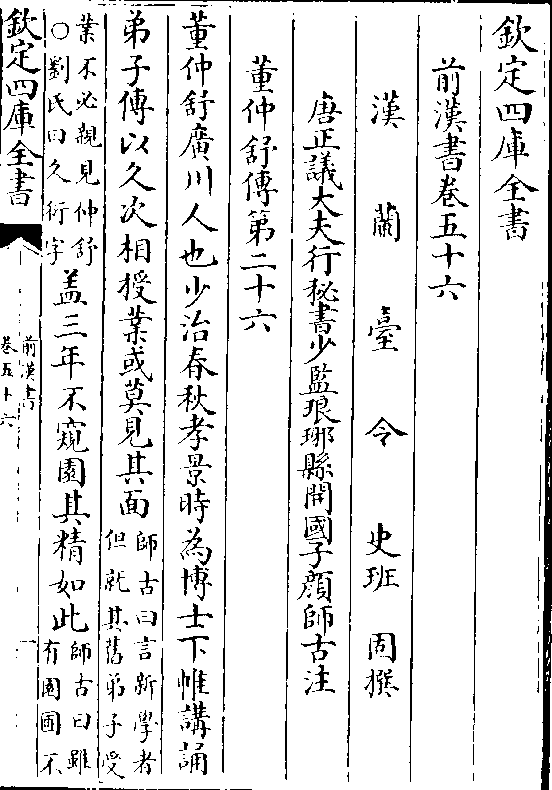 欽定四庫全書
前漢書卷五十六
漢蘭臺令史班固撰
唐正議大夫行秘書少監琅琊縣開國子顏師古注
董仲舒傳第二十六
董仲舒廣川人也少治春秋孝景時為博士下帷講誦
弟子傳以久次相授業或莫見其面
師古曰言新學者
但就其舊弟子受
業不必親見仲舒
○劉氏曰久衍字
盖三年不窺園其精如此
師古曰雖
有園圃不
欽定四庫全書
前漢書
卷五十六
一